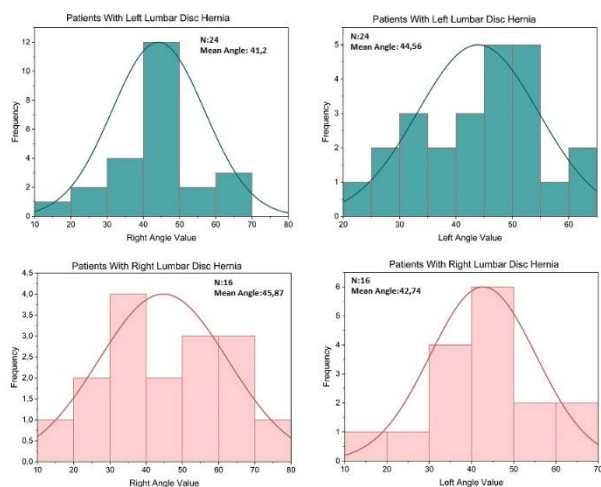 Patients With Left Lumbar Disc Hernia
N:24
Mean Angle: 41,2
12
10
8
6
4
2
0
Frequency
10 20 30 40 50 60 70 80
Right Angle Value
Patients With Left Lumbar Disc Hernia
N:24
Mean Angle: 44,56
5
4
3
2
1
0
Frequency
20 30 40 50 60
Left Angle Value
Patients With Right Lumbar Disc Hernia
N:16
Mean Angle:45,87
4,5
4,0
3,5
3,0
2,5
2,0
1,5
1,0
0,5
0,0
Frequency
10 20 30 40 50 60 70 80
Right Angle Value
Patients With Right Lumbar Disc Hernia
N:16
Mean Angle:42,74
6
5
4
3
2
1
0
Frequency
10 20 30 40 50 60 70
Left Angle Value